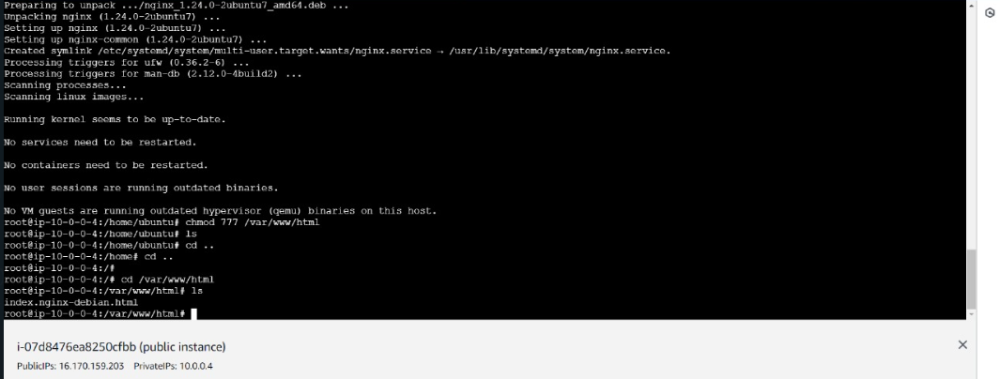 Preparing to unpack .../nginx_1.24.0-2ubuntu7_amd64.deb ...
Unpacking nginx (1.24.0-2ubuntu7) ...
Setting up nginx (1.24.0-2ubuntu7) ...
Setting up nginx-common (1.24.0-2ubuntu7) ...
Created symlink /etc/systemd/system/multi-user.target.wants/nginx.service → /usr/lib/systemd/system/nginx.service.
Processing triggers for ufw (0.36.2-6) ...
Processing triggers for man-db (2.12.0-4build2) ...
Scanning processes...
Scanning linux images...
Running kernel seems to be up-to-date.
No services need to be restarted.
No containers need to be restarted.
No user sessions are running outdated binaries.
No VM guests are running outdated hypervisor (qemu) binaries on this host.
root@ip-10-0-0-4:/home/ubuntu# chmod 777 /var/www/html
root@ip-10-0-0-4:/home/ubuntu# ls
root@ip-10-0-0-4:/home/ubuntu# cd ..
root@ip-10-0-0-4:/home# cd ..
root@ip-10-0-0-4:/#
root@ip-10-0-0-4:/# cd /var/www/html
root@ip-10-0-0-4:/var/www/html# ls
index.nginx-debian.html
root@ip-10-0-0-4:/var/www/html#
i-07d8476ea8250cfbb (public instance)
PublicIPs: 16.170.159.203 PrivateIPs: 10.0.0.4